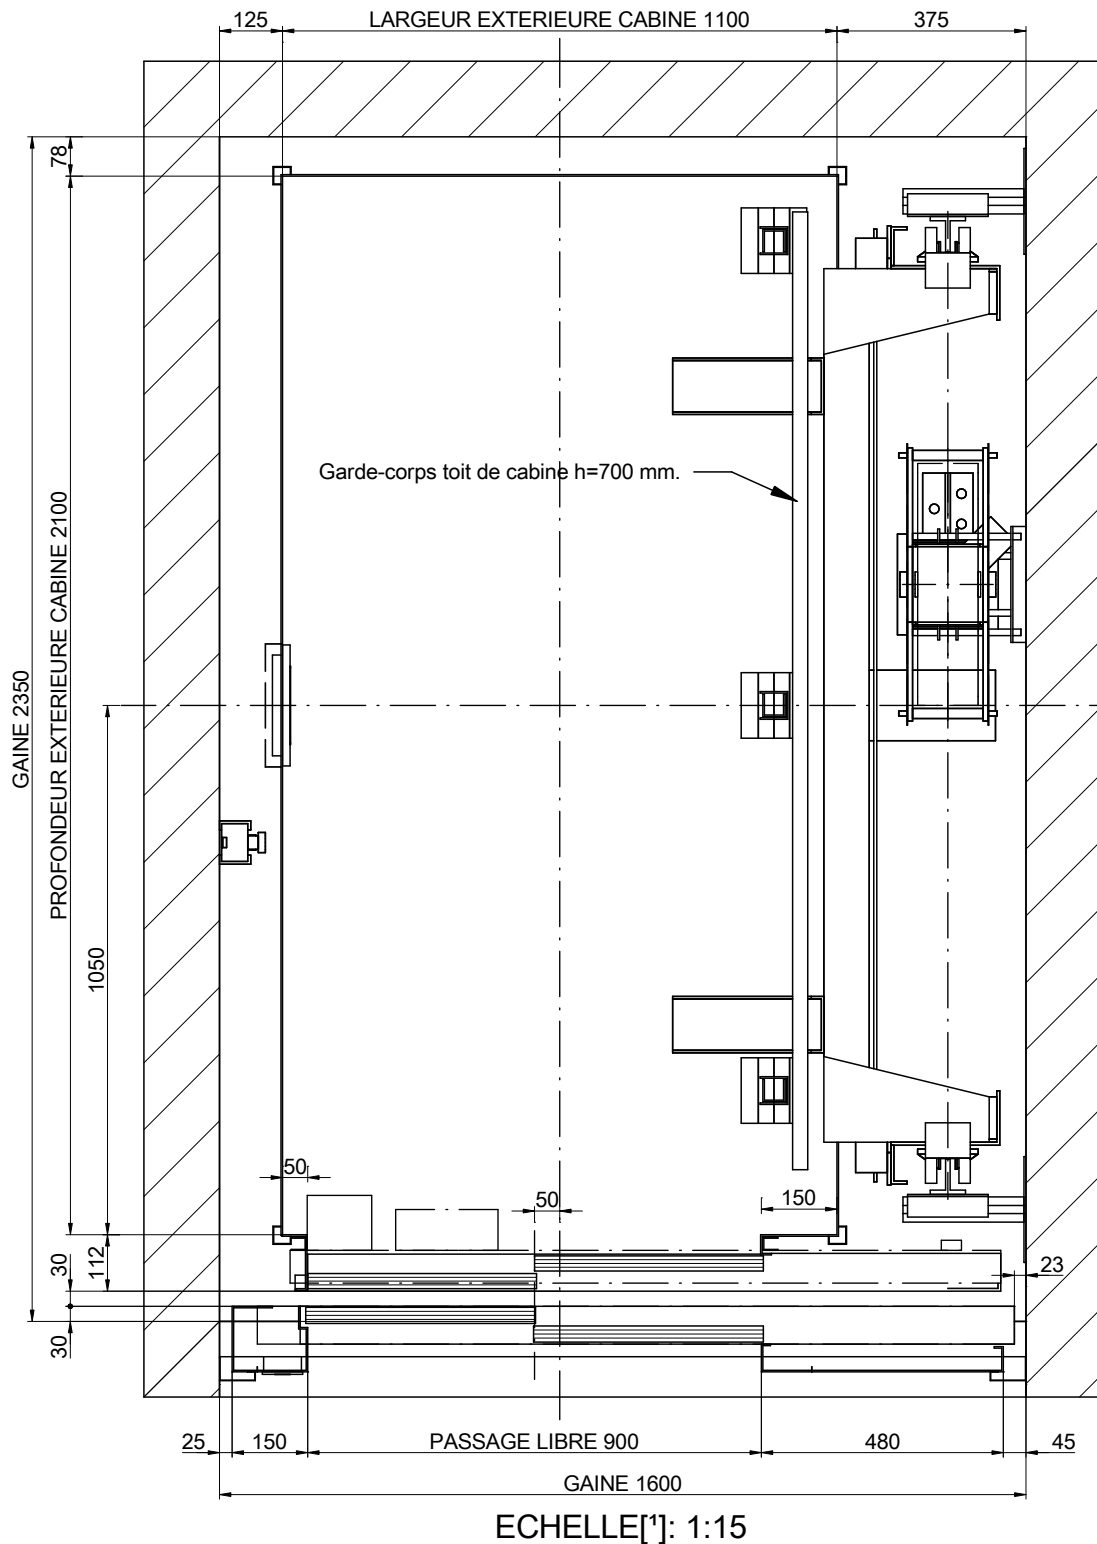 125
LARGEUR EXTERIEURE CABINE 1100
375
78
GAINE 2350
PROFONDEUR EXTERIEURE CABINE 2100
Garde-corps toit de cabine h=700 mm.
1050
50
50
150
112
30
23
30
25
150
PASSAGE LIBRE 900
480
45
GAINE 1600
ECHELLE[¹]: 1:15